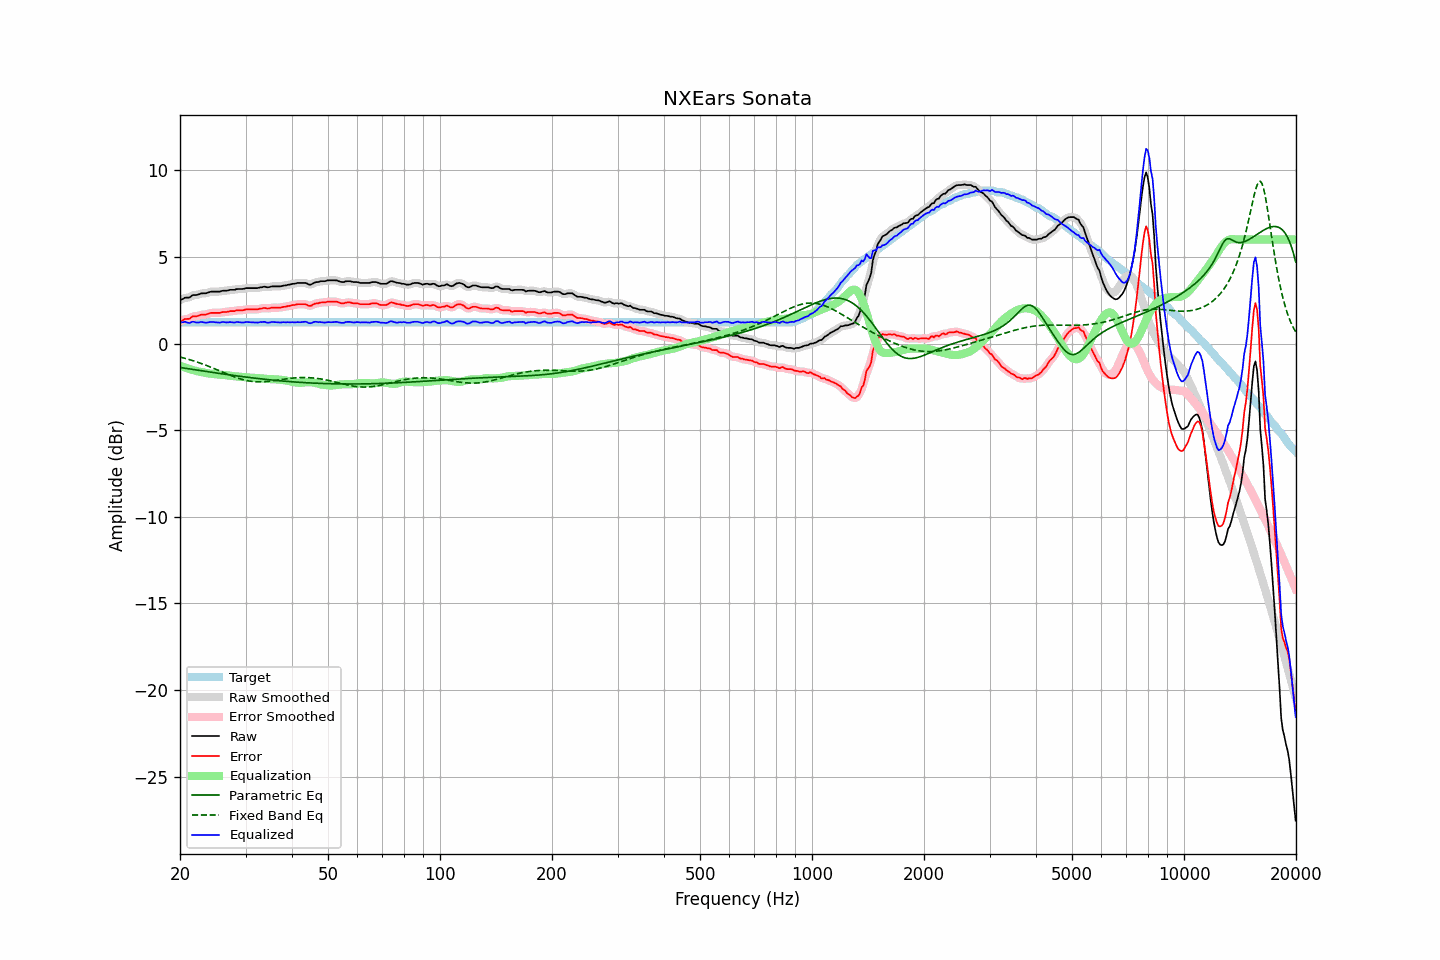 NXEars Sonata
Amplitude (dBr)
10
5
0
−5
−10
−15
−20
−25
Target
Raw Smoothed
Error Smoothed
Raw
Error
Equalization
Parametric Eq
Fixed Band Eq
Equalized
20 50 100 200 500 1000 2000 5000 10000 20000
Frequency (Hz)